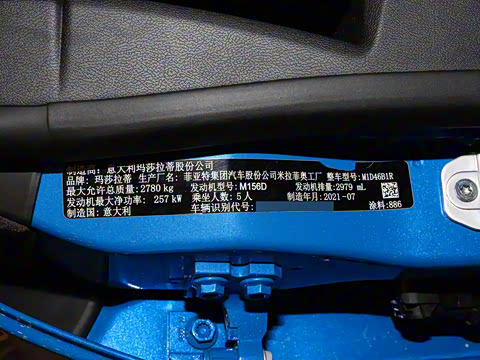 制造商：意大利玛莎拉蒂股份公司
品牌：玛莎拉蒂 生产厂名：菲亚特集团汽车股份公司米拉菲奥工厂 整车型号：M1D46B1R
最大允许总质量：2780 kg 发动机型号：M156D 发动机排量：2979 mL
发动机最大净功率： 257 kW 乘坐人数：5 人 制造年月：2021-07
制造国：意大利 车辆识别代号： 涂料：886